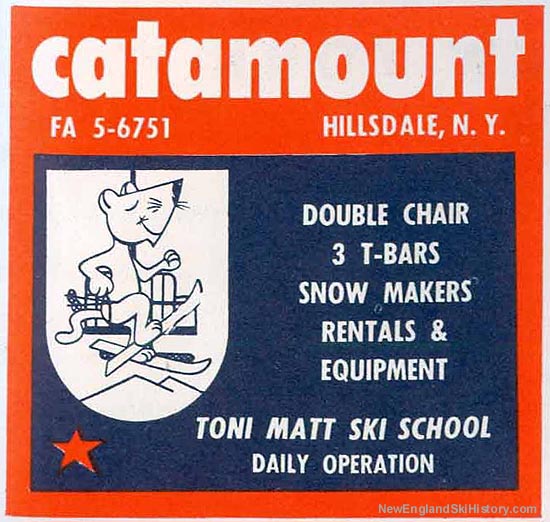 catamount
FA 5-6751
HILLSDALE, N. Y.
DOUBLE CHAIR
3 T-BARS
SNOW MAKERS
RENTALS &
EQUIPMENT
TONI MATT SKI SCHOOL
DAILY OPERATION
NewEnglandSkiHistory.com